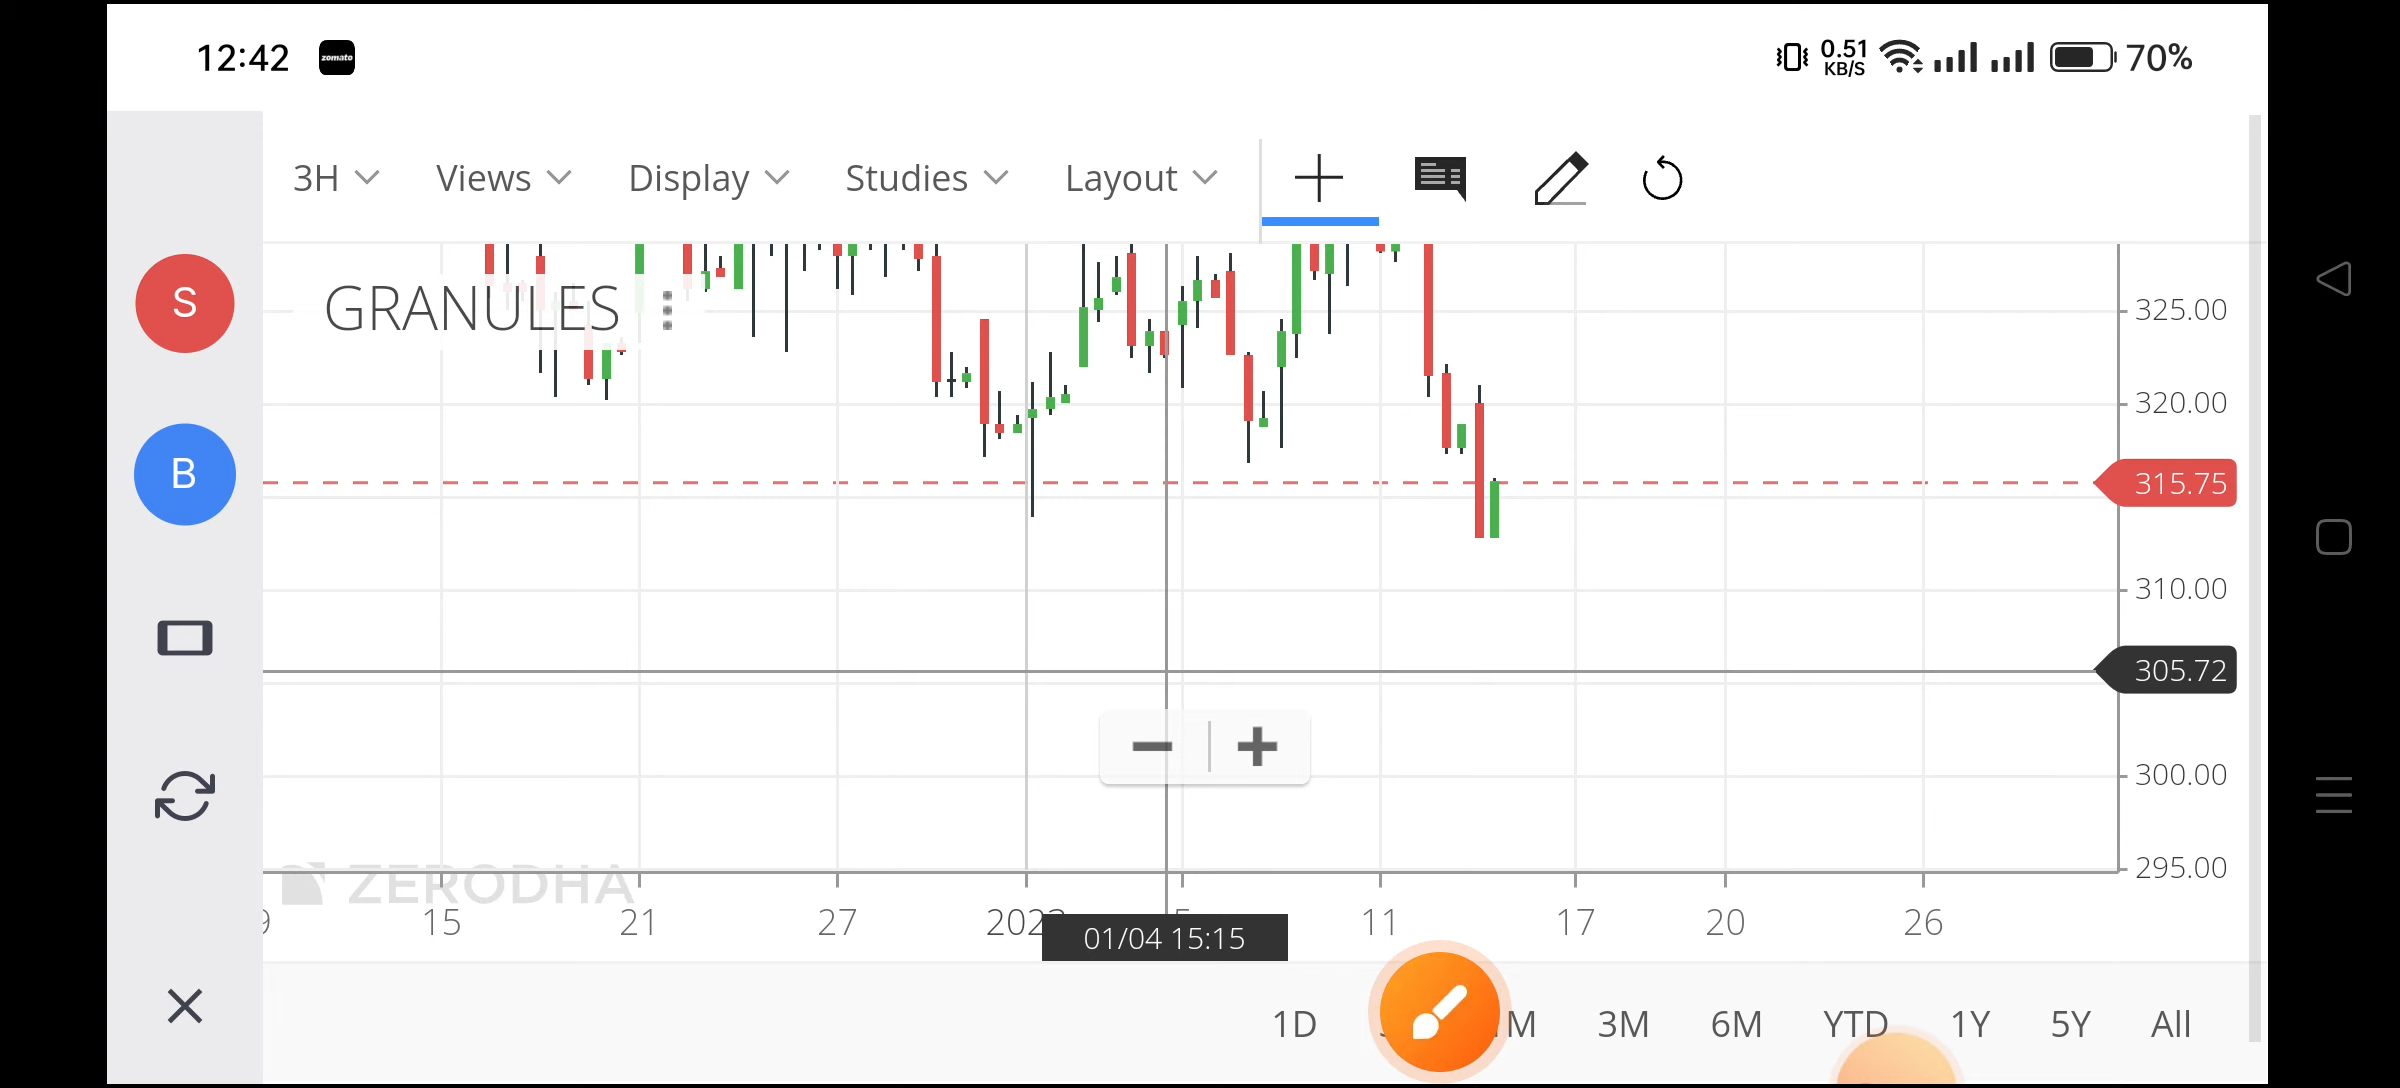 12:42 zomato 0.51 KB/S 70%
3H Views Display Studies Layout
S
GRANULES
325.00
320.00
B
315.75
310.00
305.72
300.00
295.00
ZERODHA
15 21 27 11 17 20 26
01/04 15:15
1D 3M 6M YTD 1Y 5Y All